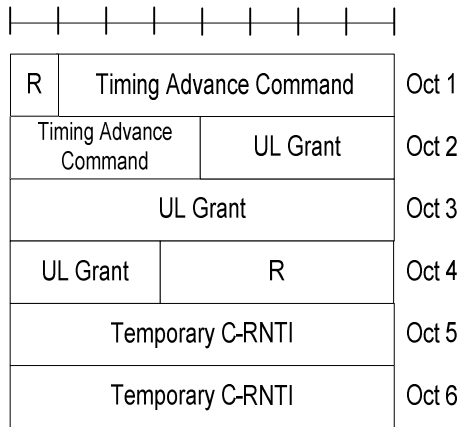 R Timing Advance Command Oct 1
Timing Advance
Command UL Grant Oct 2
UL Grant Oct 3
UL Grant R Oct 4
Temporary C-RNTI Oct 5
Temporary C-RNTI Oct 6